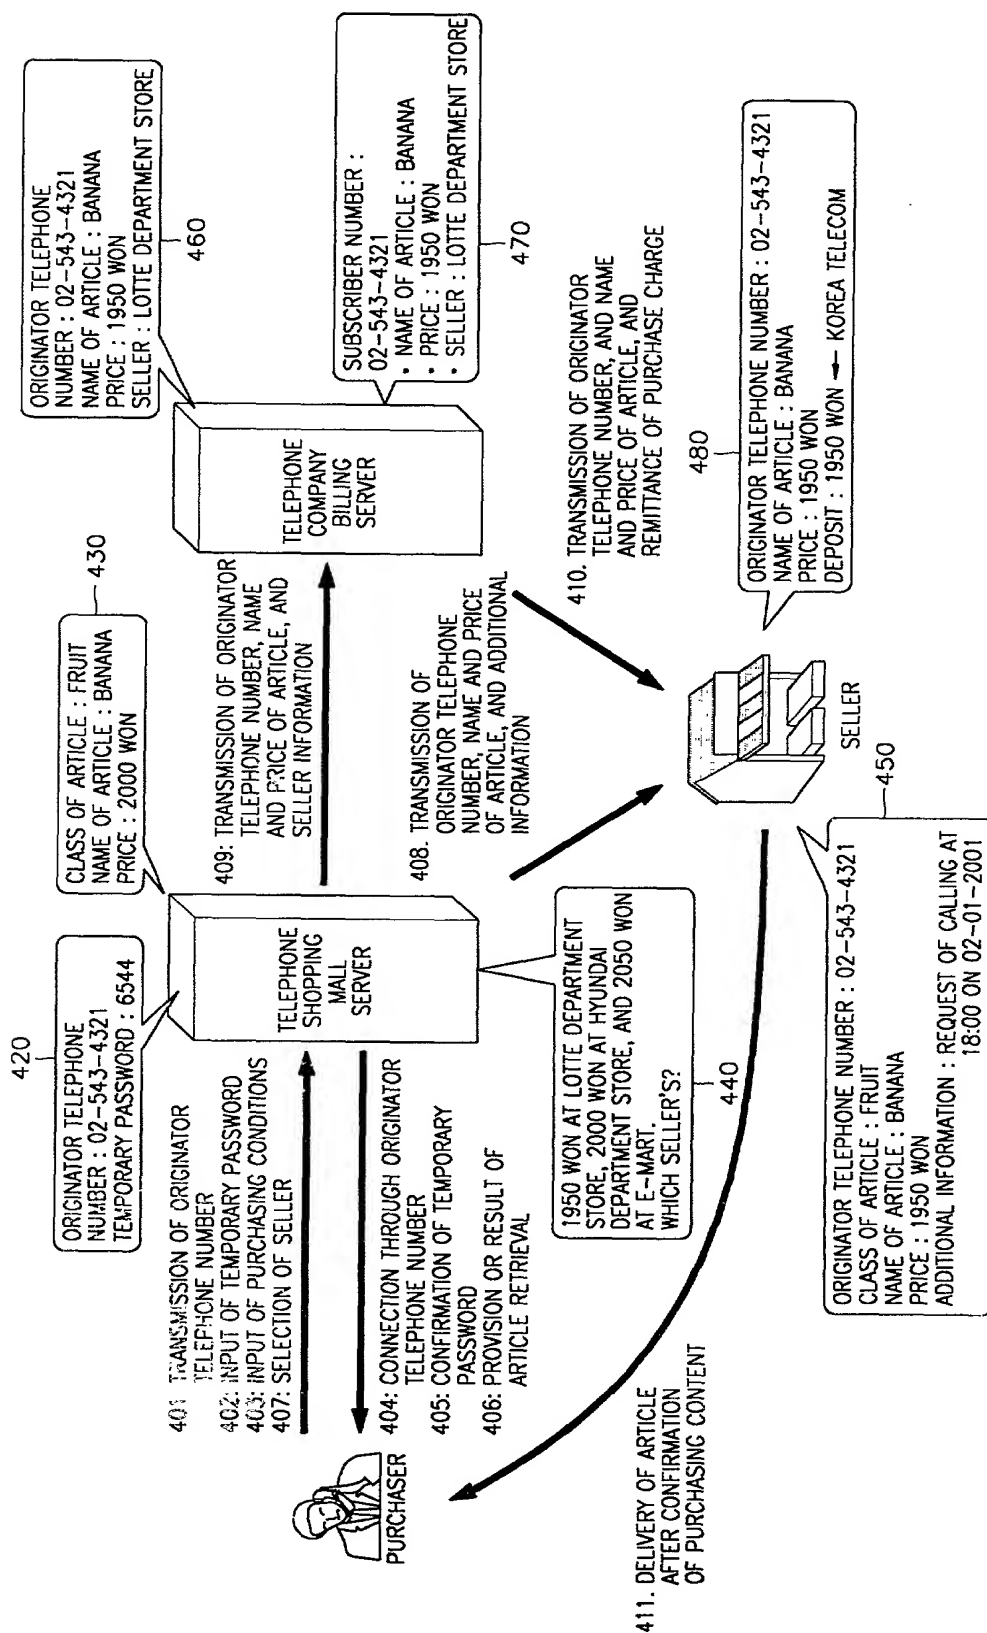 420
ORIGINATOR TELEPHONE
NUMBER : 02-543-4321
TEMPORARY PASSWORD : 6544
430
CLASS OF ARTICLE : FRUIT
NAME OF ARTICLE : BANANA
PRICE : 2000 WON
ORIGINATOR TELEPHONE
NUMBER : 02-543-4321
NAME OF ARTICLE : BANANA
PRICE : 1950 WON
SELLER : LOTTE DEPARTMENT STORE
460
401 TRANSMISSION OF ORIGINATOR
TELEPHONE NUMBER
402: INPUT OF TEMPORARY PASSWORD
403: INPUT OF PURCHASING CONDITIONS
407: SELECTION OF SELLER
TELEPHONE
SHOPPING
MALL
SERVER
409: TRANSMISSION OF ORIGINATOR
TELEPHONE NUMBER, NAME
AND PRICE OF ARTICLE, AND
SELLER INFORMATION
TELEPHONE
COMPANY
BILLING
SERVER
SUBSCRIBER NUMBER :
02-543-4321
• NAME OF ARTICLE : BANANA
• PRICE : 1950 WON
• SELLER : LOTTE DEPARTMENT STORE
470
PURCHASER
404: CONNECTION THROUGH ORIGINATOR
TELEPHONE NUMBER
405: CONFIRMATION OF TEMPORARY
PASSWORD
406: PROVISION OR RESULT OF
ARTICLE RETRIEVAL
408. TRANSMISSION OF
ORIGINATOR TELEPHONE
NUMBER, NAME AND PRICE
OF ARTICLE, AND ADDITIONAL
INFORMATION
410. TRANSMISSION OF ORIGINATOR
TELEPHONE NUMBER, AND NAME
AND PRICE OF ARTICLE, AND
REMITTANCE OF PURCHASE CHARGE
1950 WON AT LOTTE DEPARTMENT
STORE, 2000 WON AT HYUNDAI
DEPARTMENT STORE, AND 2050 WON
AT E-MART.
WHICH SELLER'S?
440
411. DELIVERY OF ARTICLE
AFTER CONFIRMATION
OF PURCHASING CONTENT
SELLER
480
ORIGINATOR TELEPHONE NUMBER : 02-543-4321
NAME OF ARTICLE : BANANA
PRICE : 1950 WON
DEPOSIT : 1950 WON ← KOREA TELECOM
450
ORIGINATOR TELEPHONE NUMBER : 02-543-4321
CLASS OF ARTICLE : FRUIT
NAME OF ARTICLE : BANANA
PRICE : 1950 WON
ADDITIONAL INFORMATION : REQUEST OF CALLING AT
18:00 ON 02-01-2001